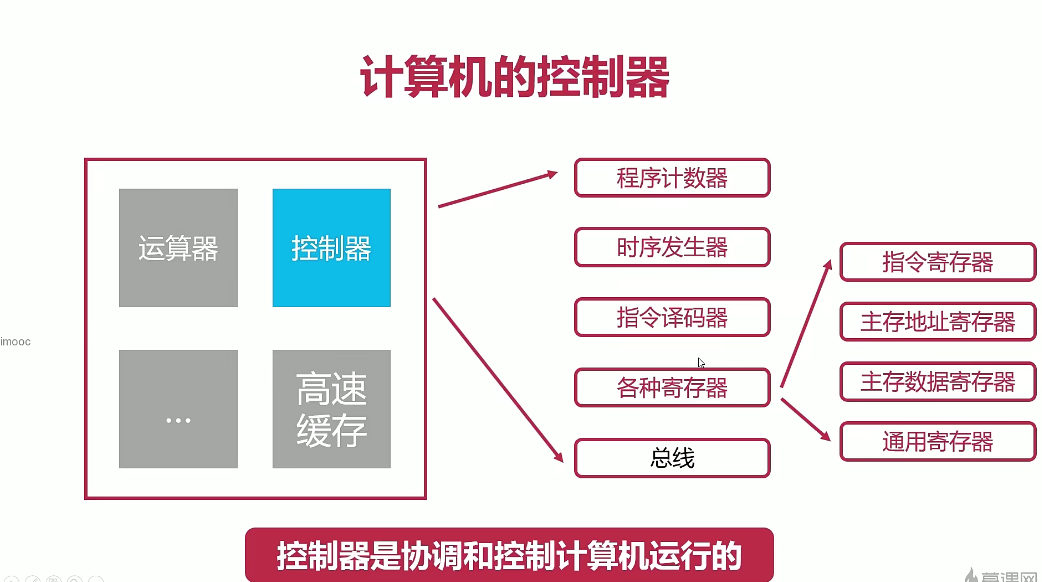 计算机的控制器
运算器
控制器
...
高速
缓存
程序计数器
时序发生器
指令译码器
各种寄存器
总线
指令寄存器
主存地址寄存器
主存数据寄存器
通用寄存器
imooc
控制器是协调和控制计算机运行的
慕课网